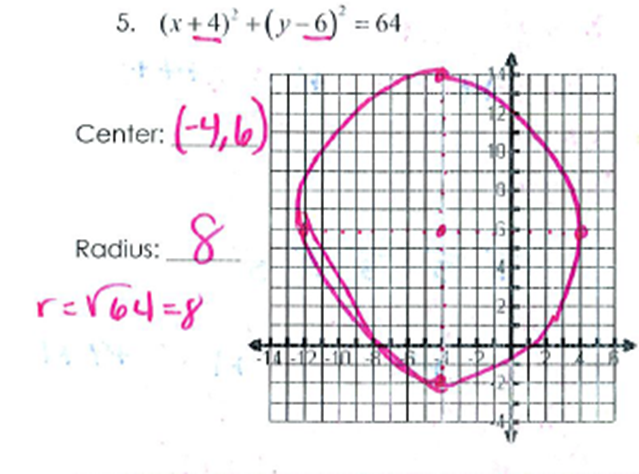 5. (x + 4)² + (y − 6)² = 64
Center: (-4, 6)
Radius: 8
r = √64 = 8
14
12
10
8
6
4
2
-14 -12 -10 -8 -6 -4 -2 2 4 6
-2
-4